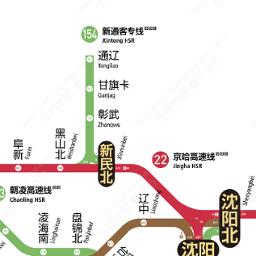 154 新通客专线
Xintong HSR
通辽
Tongliao
甘旗卡
Ganjag
彰武
Zhangwu
阜新
Fuxin
黑山北
Heishanbei
新民北
Xinminbei
22 京哈高速线
Jingha HSR
3 朝凌高速线
Chaoling HSR
凌海南
Linghainan
盘锦北
Panjinbei
辽中
Liaozhong
沈阳
沈阳北
Shenyangbei